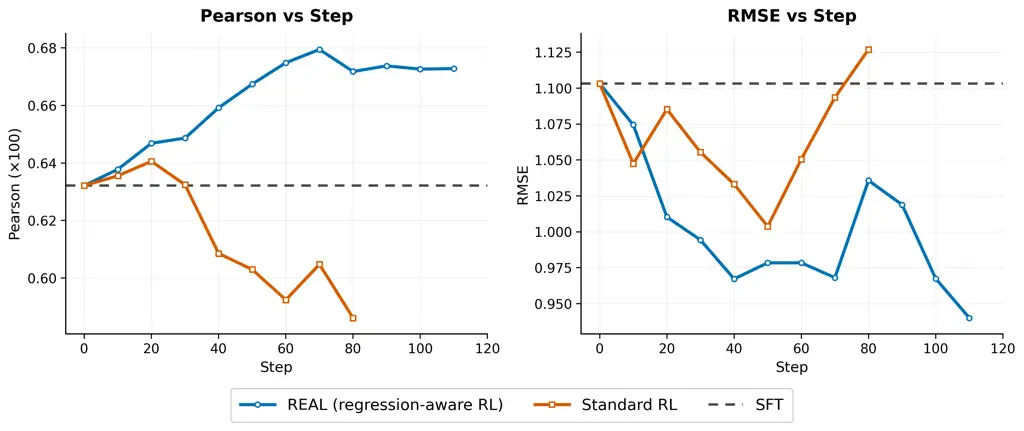 Pearson vs Step
Pearson (×100)
0.68
0.66
0.64
0.62
0.60
0 20 40 60 80 100 120
Step
RMSE vs Step
RMSE
1.125
1.100
1.075
1.050
1.025
1.000
0.975
0.950
0 20 40 60 80 100 120
Step
REAL (regression-aware RL) Standard RL SFT